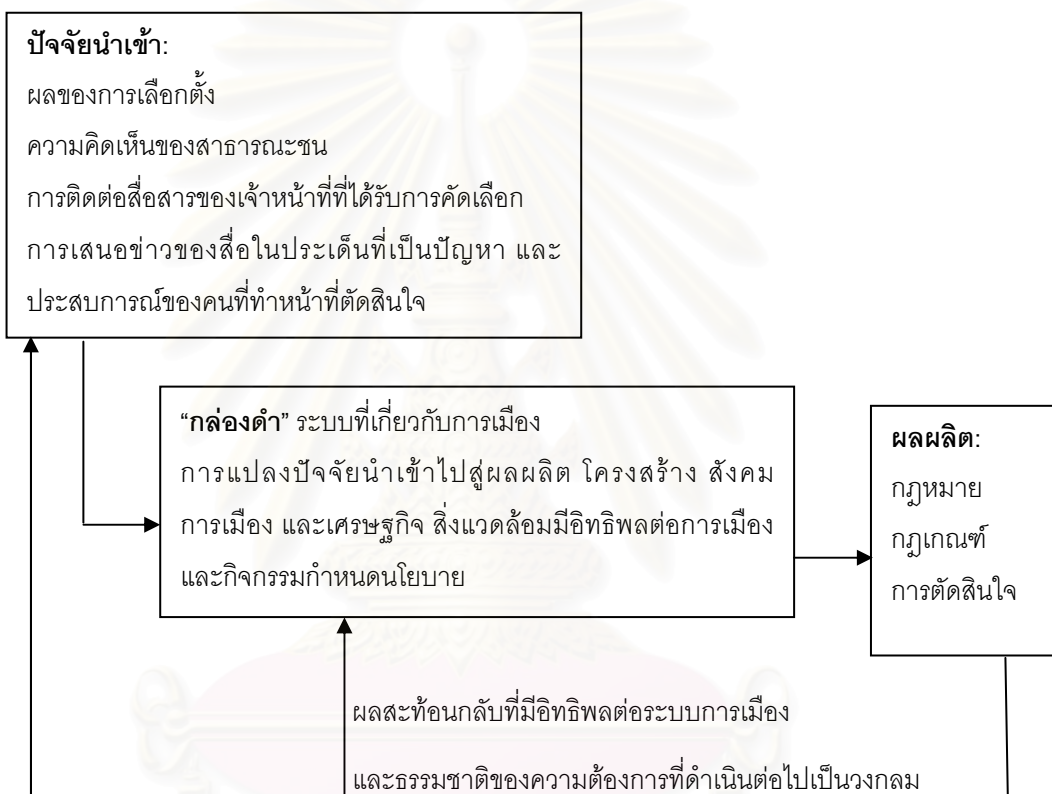 ปัจจัยนำเข้า:
ผลของการเลือกตั้ง
ความคิดเห็นของสาธารณะชน
การติดต่อสื่อสารของเจ้าหน้าที่ที่ได้รับการคัดเลือก
การเสนอข่าวของสื่อในประเด็นที่เป็นปัญหา และ
ประสบการณ์ของคนที่ทำหน้าที่ตัดสินใจ
“กล่องดำ” ระบบที่เกี่ยวกับการเมือง
การแปลงปัจจัยนำเข้าไปสู่ผลผลิต โครงสร้าง สังคม
การเมือง และเศรษฐกิจ สิ่งแวดล้อมมีอิทธิพลต่อการเมือง
และกิจกรรมกำหนดนโยบาย
ผลผลิต:
กฎหมาย
กฎเกณฑ์
การตัดสินใจ
ผลสะท้อนกลับที่มีอิทธิพลต่อระบบการเมือง
และธรรมชาติของความต้องการที่ดำเนินต่อไปเป็นวงกลม